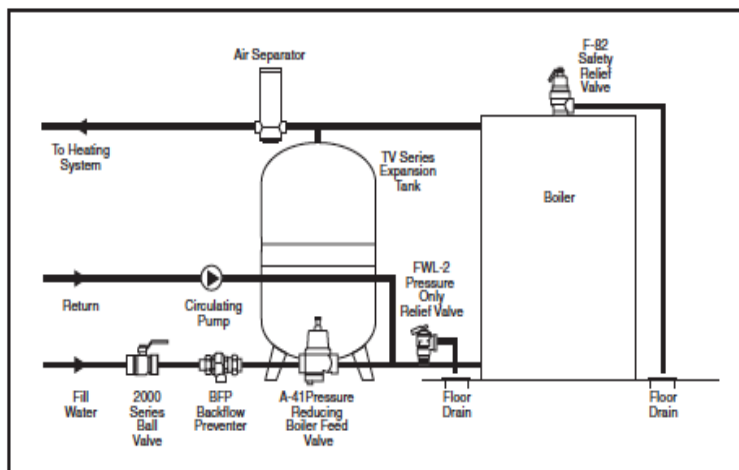 Air Separator
F-82
Safety
Relief
Valve
To Heating
System
TV Series
Expansion
Tank
Boiler
FWL-2
Pressure
Only
Relief Valve
Return
Circulating
Pump
Fill
Water
2000
Series
Ball
Valve
BFP
Backflow
Preventer
A-41Pressure
Reducing
Boiler Feed
Valve
Floor
Drain
Floor
Drain